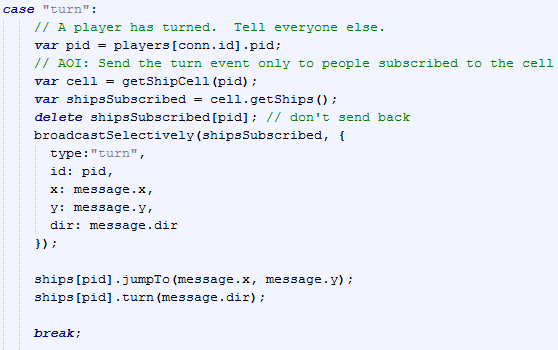 case "turn":
// A player has turned.  Tell everyone else.
var pid = players[conn.id].pid;
// AOI: Send the turn event only to people subscribed to the cell
var cell = getShipCell(pid);
var shipsSubscribed = cell.getShips();
delete shipsSubscribed[pid]; // don't send back
broadcastSelectively(shipsSubscribed, {
type:"turn",
id: pid,
x: message.x,
y: message.y,
dir: message.dir
});
ships[pid].jumpTo(message.x, message.y);
ships[pid].turn(message.dir);
break;